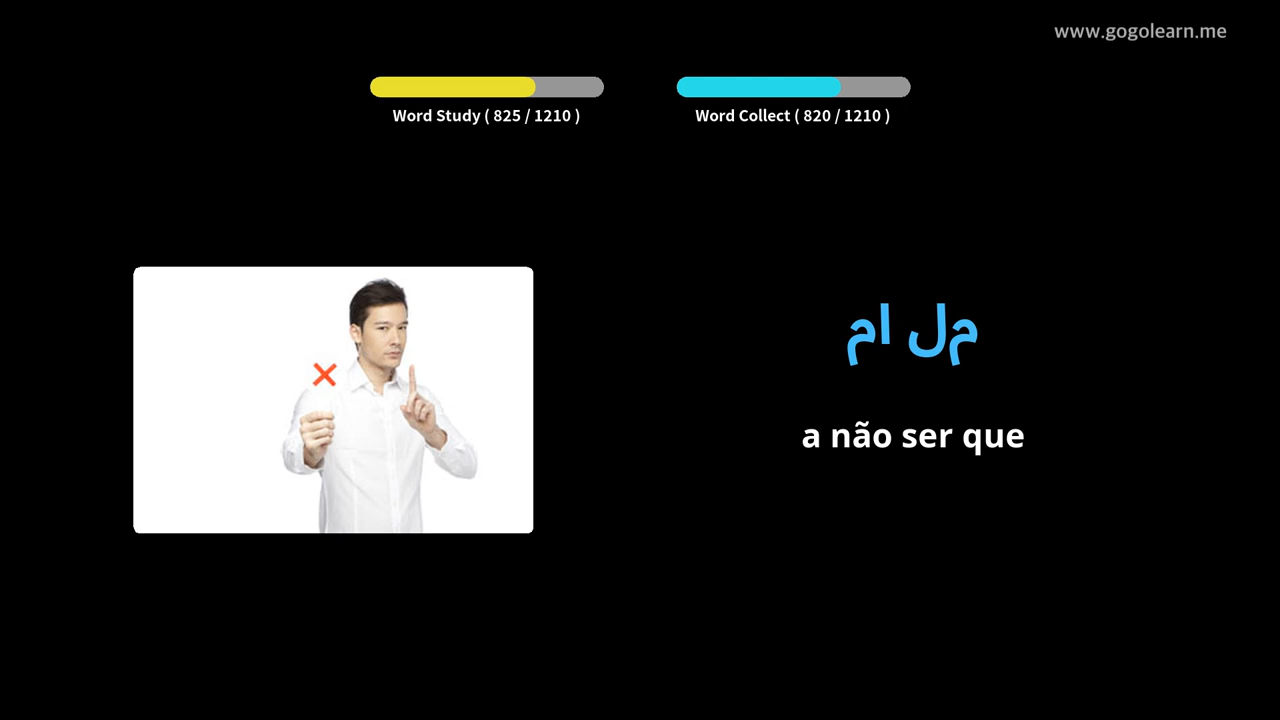 www.gogolearn.me
Word Study ( 825 / 1210 )
Word Collect ( 820 / 1210 )
ما لم
a não ser que